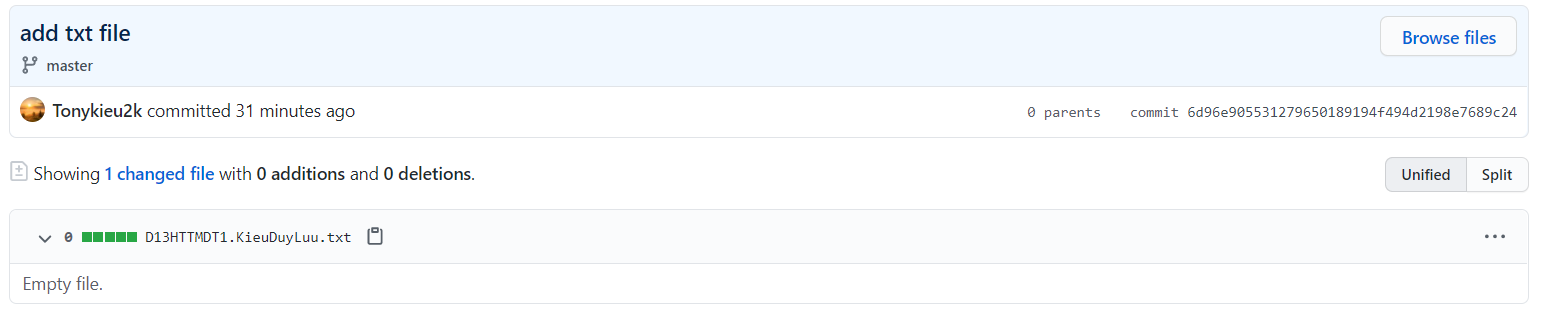 add txt file
Browse files
master
Tonykieu2k committed 31 minutes ago
0 parents commit 6d96e905531279650189194f494d2198e7689c24
Showing 1 changed file with 0 additions and 0 deletions.
Unified Split
0 D13HTTMDT1.KieuDuyLuu.txt
Empty file.